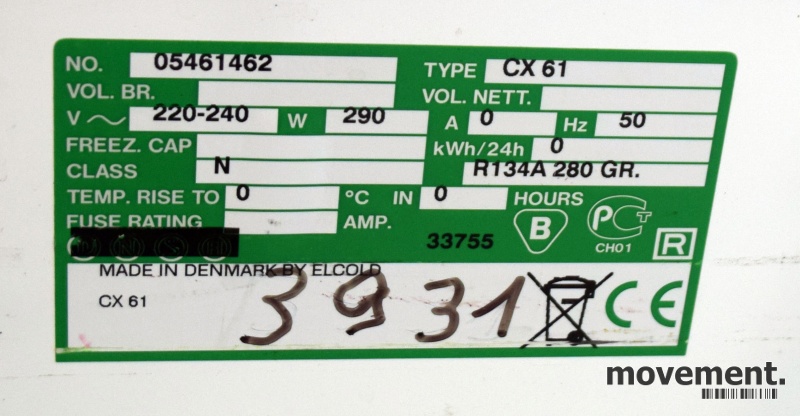 NO. 05461462 TYPE CX 61
VOL. BR. VOL. NETT.
V ~ 220-240 W 290 A 0 Hz 50
FREEZ. CAP kWh/24h 0
CLASS N R134A 280 GR.
TEMP. RISE TO 0 °C IN 0 HOURS
FUSE RATING AMP.
33755 B PCT CH01 R
MADE IN DENMARK BY ELCOLD
CX 61
3931 CE
movement.